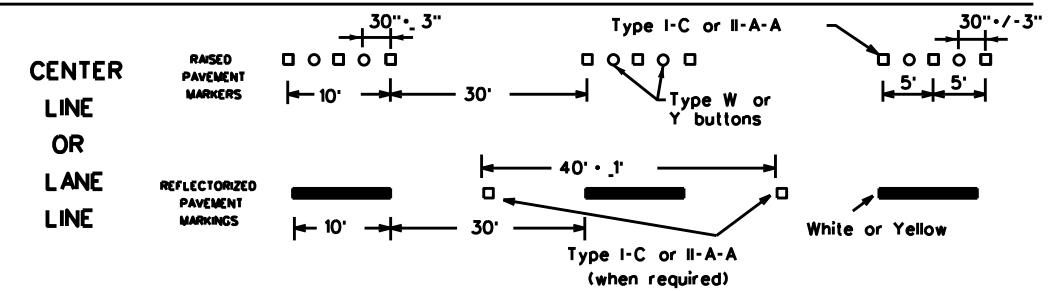 30"· _ 3"
Type I-C or II-A-A
30"·/-3"
CENTER
LINE
OR
LANE
LINE
RAISED
PAVEMENT
MARKERS
10'
30'
Type W or
Y buttons
5'
5'
40' · _1'
REFLECTORIZED
PAVEMENT
MARKINGS
10'
30'
Type I-C or II-A-A
(when required)
White or Yellow